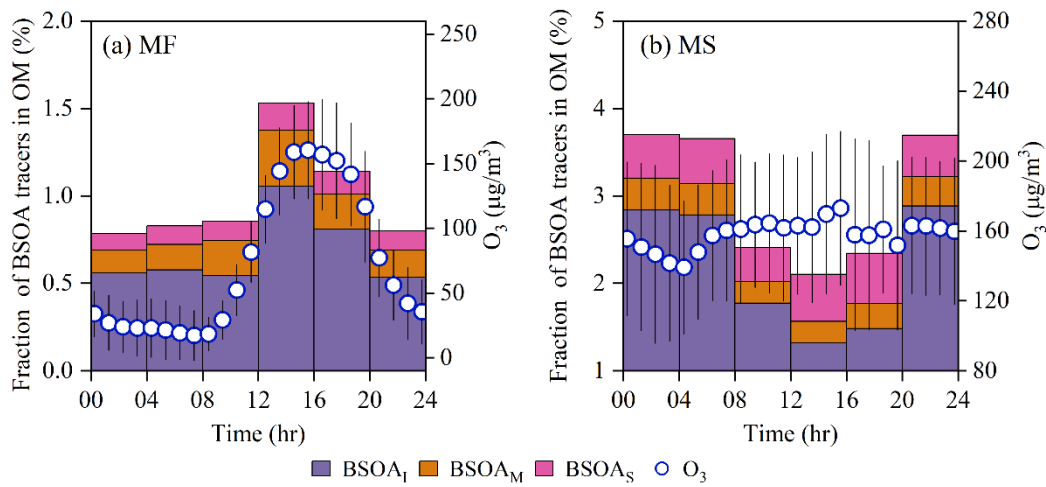 (a) MF
Fraction of BSOA tracers in OM (%)
2.0
1.5
1.0
0.5
0.0
250
200
150
100
50
0
O₃ (μg/m³)
00 04 08 12 16 20 24
Time (hr)
(b) MS
Fraction of BSOA tracers in OM (%)
5
4
3
2
1
280
240
200
160
120
80
O₃ (μg/m³)
00 04 08 12 16 20 24
Time (hr)
BSOA_I BSOA_M BSOA_S O₃